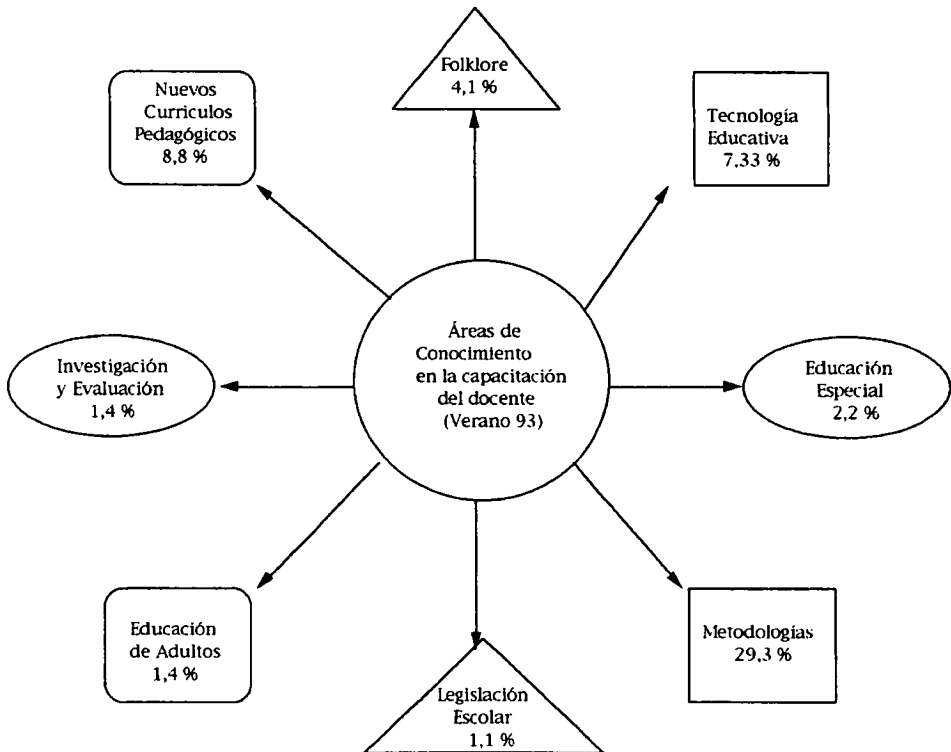 Folklore
4,1 %
Nuevos
Curriculos
Pedagógicos
8,8 %
Tecnología
Educativa
7,33 %
Áreas de
Conocimiento
en la capacitación
del docente
(Verano 93)
Investigación
y Evaluación
1,4 %
Educación
Especial
2,2 %
Educación
de Adultos
1,4 %
Legislación
Escolar
1,1 %
Metodologías
29,3 %